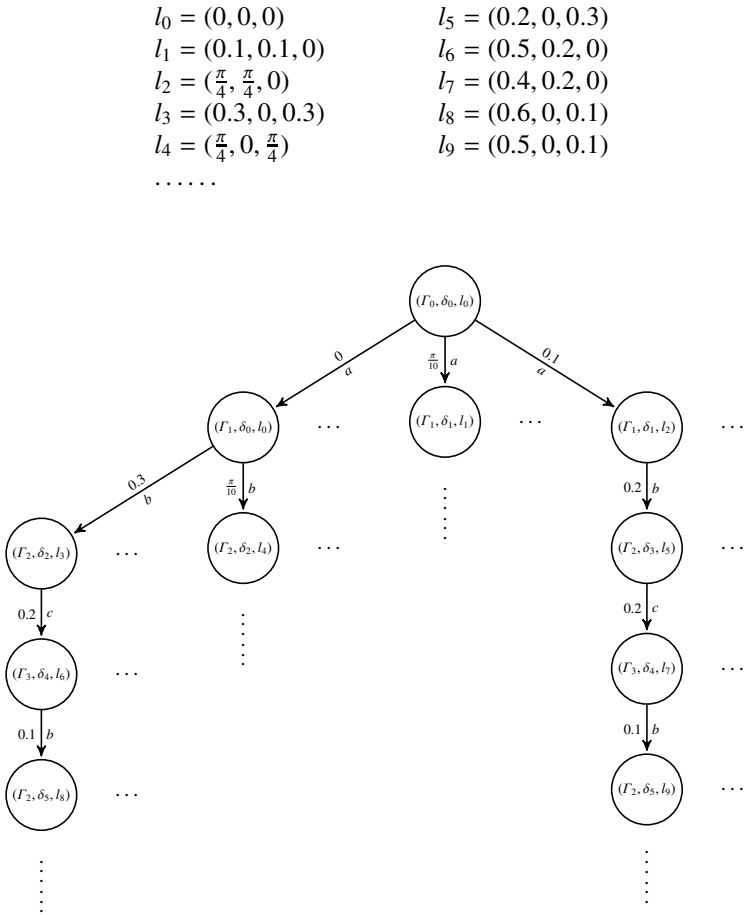 l₀ = (0, 0, 0) l₅ = (0.2, 0, 0.3)
l₁ = (0.1, 0.1, 0) l₆ = (0.5, 0.2, 0)
l₂ = (π/4, π/4, 0) l₇ = (0.4, 0.2, 0)
l₃ = (0.3, 0, 0.3) l₈ = (0.6, 0, 0.1)
l₄ = (π/4, 0, π/4) l₉ = (0.5, 0, 0.1)
......
(Γ₀, δ₀, l₀)
0 a π/10 a 0.1 a
(Γ₁, δ₀, l₀) ... (Γ₁, δ₁, l₁) ... (Γ₁, δ₁, l₂) ...
0.3 b π/10 b 0.2 b
(Γ₂, δ₂, l₃) ... (Γ₂, δ₂, l₄) ... (Γ₂, δ₃, l₅) ...
0.2 c 0.2 c
(Γ₃, δ₄, l₆) ... (Γ₃, δ₄, l₇) ...
0.1 b 0.1 b
(Γ₂, δ₅, l₈) ... (Γ₂, δ₅, l₉) ...